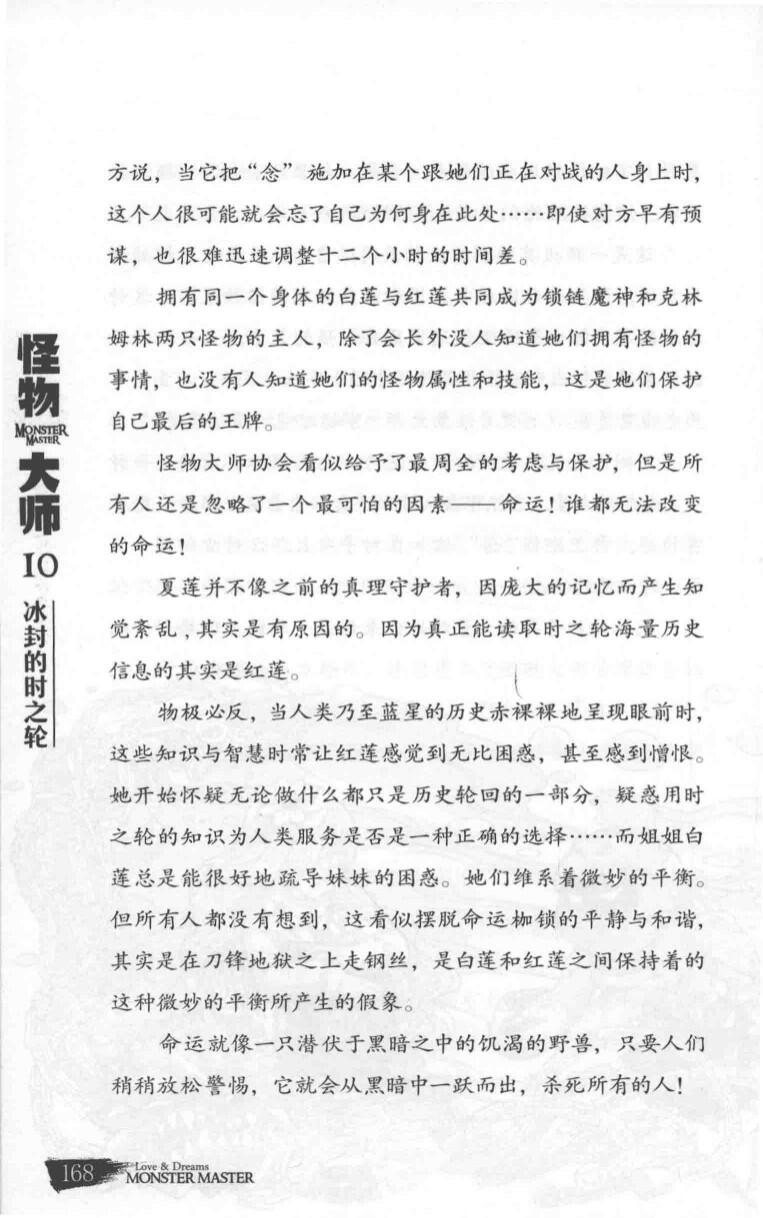 方说，当它把“念”施加在某个跟她们正在对战的人身上时，
这个人很可能就会忘了自己为何身在此处……即使对方早有预
谋，也很难迅速调整十二个小时的时间差。
拥有同一个身体的白莲与红莲共同成为锁链魔神和克林
姆林两只怪物的主人，除了会长外没人知道她们拥有怪物的
事情，也没有人知道她们的怪物属性和技能，这是她们保护
自己最后的王牌。
怪物大师协会看似给予了最周全的考虑与保护，但是所
有人还是忽略了一个最可怕的因素——命运！谁都无法改变
的命运！
夏莲并不像之前的真理守护者，因庞大的记忆而产生知
觉紊乱，其实是有原因的。因为真正能读取时之轮海量历史
信息的其实是红莲。
物极必反，当人类乃至蓝星的历史赤裸裸地呈现眼前时，
这些知识与智慧时常让红莲感觉到无比困惑，甚至感到憎恨。
她开始怀疑无论做什么都只是历史轮回的一部分，疑惑用时
之轮的知识为人类服务是否是一种正确的选择……而姐姐白
莲总是能很好地疏导妹妹的困惑。她们维系着微妙的平衡。
但所有人都没有想到，这看似摆脱命运枷锁的平静与和谐，
其实是在刀锋地狱之上走钢丝，是白莲和红莲之间保持着的
这种微妙的平衡所产生的假象。
命运就像一只潜伏于黑暗之中的饥渴的野兽，只要人们
稍稍放松警惕，它就会从黑暗中一跃而出，杀死所有的人！
怪物
MONSTER
MASTER
大师
10
冰封的时之轮
168
Love & Dreams
MONSTER MASTER